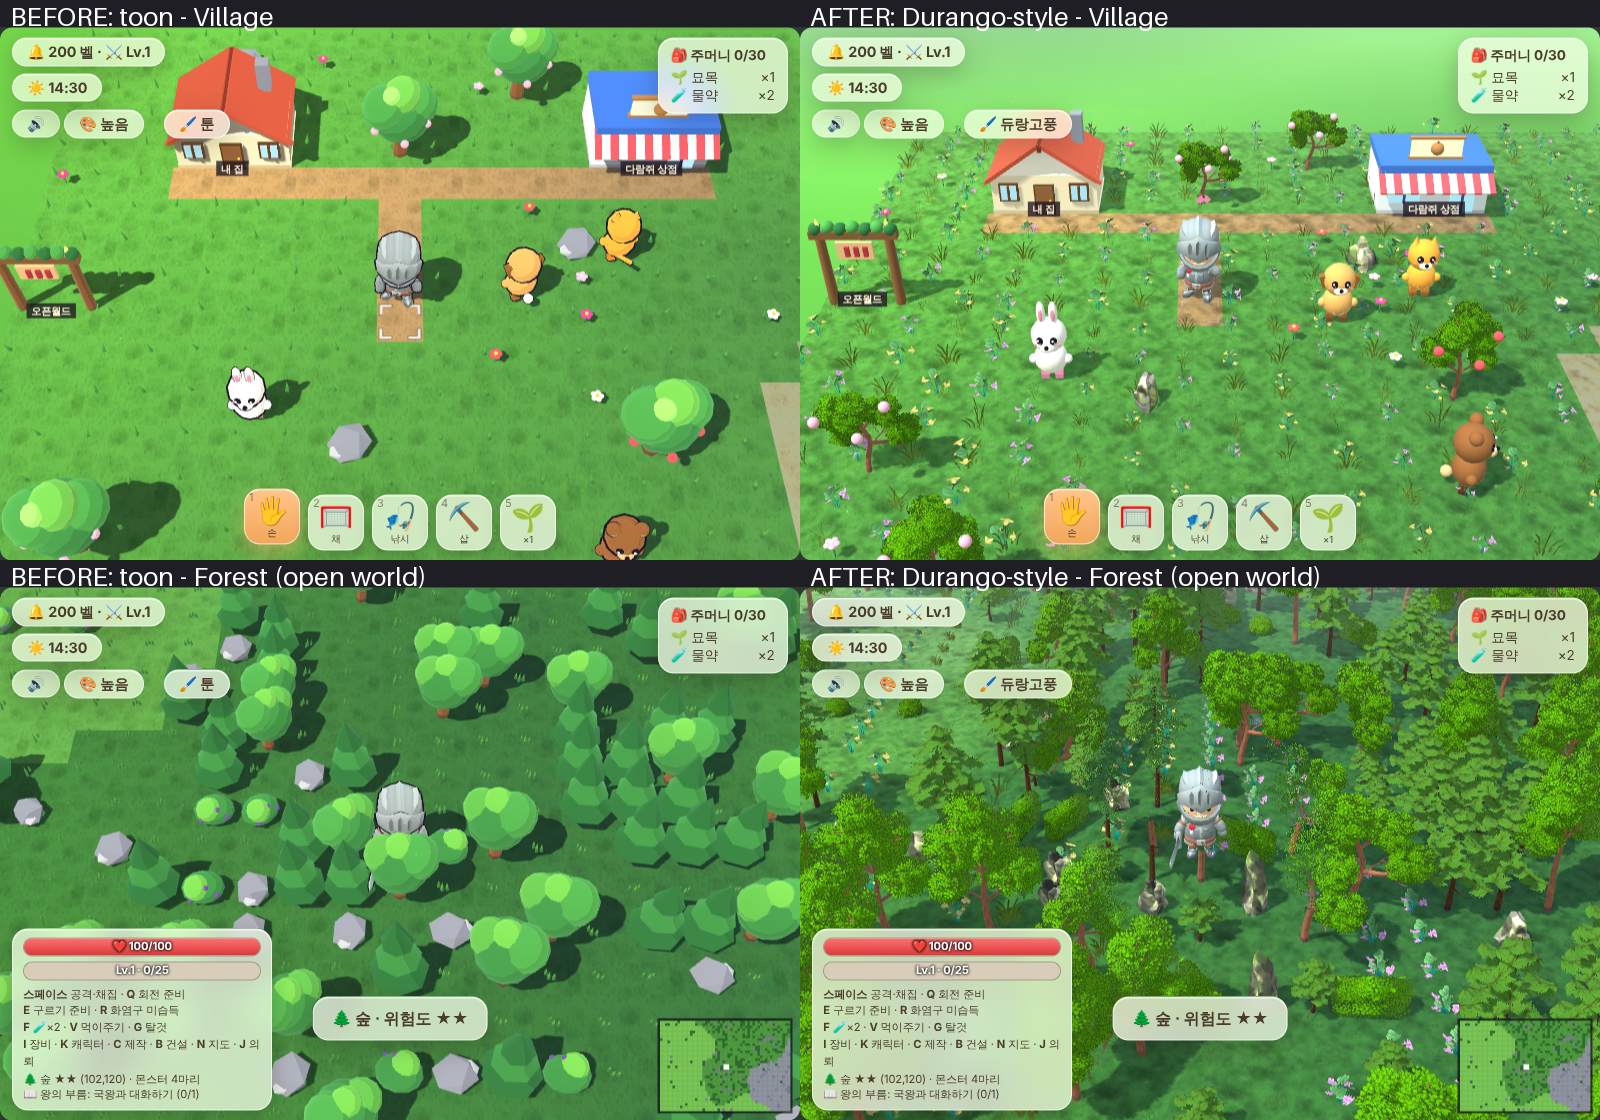 BEFORE: toon - Village
🔔 200 벨 · ⚔️ Lv.1
☀️ 14:30
🔊
🎨 높음
🖌️ 툰
🎒 주머니 0/30
🌱 묘목 ×1
🧪 물약 ×2
내 집
다람쥐 상점
오픈월드
1 손
2 채
3 낚시
4 삽
5 ×1
AFTER: Durango-style - Village
🔔 200 벨 · ⚔️ Lv.1
☀️ 14:30
🔊
🎨 높음
🖌️ 듀랑고풍
🎒 주머니 0/30
🌱 묘목 ×1
🧪 물약 ×2
내 집
다람쥐 상점
오픈월드
1 손
2 채
3 낚시
4 삽
5 ×1
BEFORE: toon - Forest (open world)
🔔 200 벨 · ⚔️ Lv.1
☀️ 14:30
🔊
🎨 높음
🖌️ 툰
🎒 주머니 0/30
🌱 묘목 ×1
🧪 물약 ×2
❤️ 100/100
Lv.1 · 0/25
스페이스 공격·채집 · Q 회전 준비
E 구르기 준비 · R 화염구 미습득
F 🧪×2 · V 먹이주기 · G 탈것
I 장비 · K 캐릭터 · C 제작 · B 건설 · N 지도 · J 의
뢰
🌲 숲 ★★ (102,120) · 몬스터 4마리
📖 왕의 부름: 국왕과 대화하기 (0/1)
🌲 숲 · 위험도 ★★
AFTER: Durango-style - Forest (open world)
🔔 200 벨 · ⚔️ Lv.1
☀️ 14:30
🔊
🎨 높음
🖌️ 듀랑고풍
🎒 주머니 0/30
🌱 묘목 ×1
🧪 물약 ×2
❤️ 100/100
Lv.1 · 0/25
스페이스 공격·채집 · Q 회전 준비
E 구르기 준비 · R 화염구 미습득
F 🧪×2 · V 먹이주기 · G 탈것
I 장비 · K 캐릭터 · C 제작 · B 건설 · N 지도 · J 의
뢰
🌲 숲 ★★ (102,120) · 몬스터 4마리
📖 왕의 부름: 국왕과 대화하기 (0/1)
🌲 숲 · 위험도 ★★